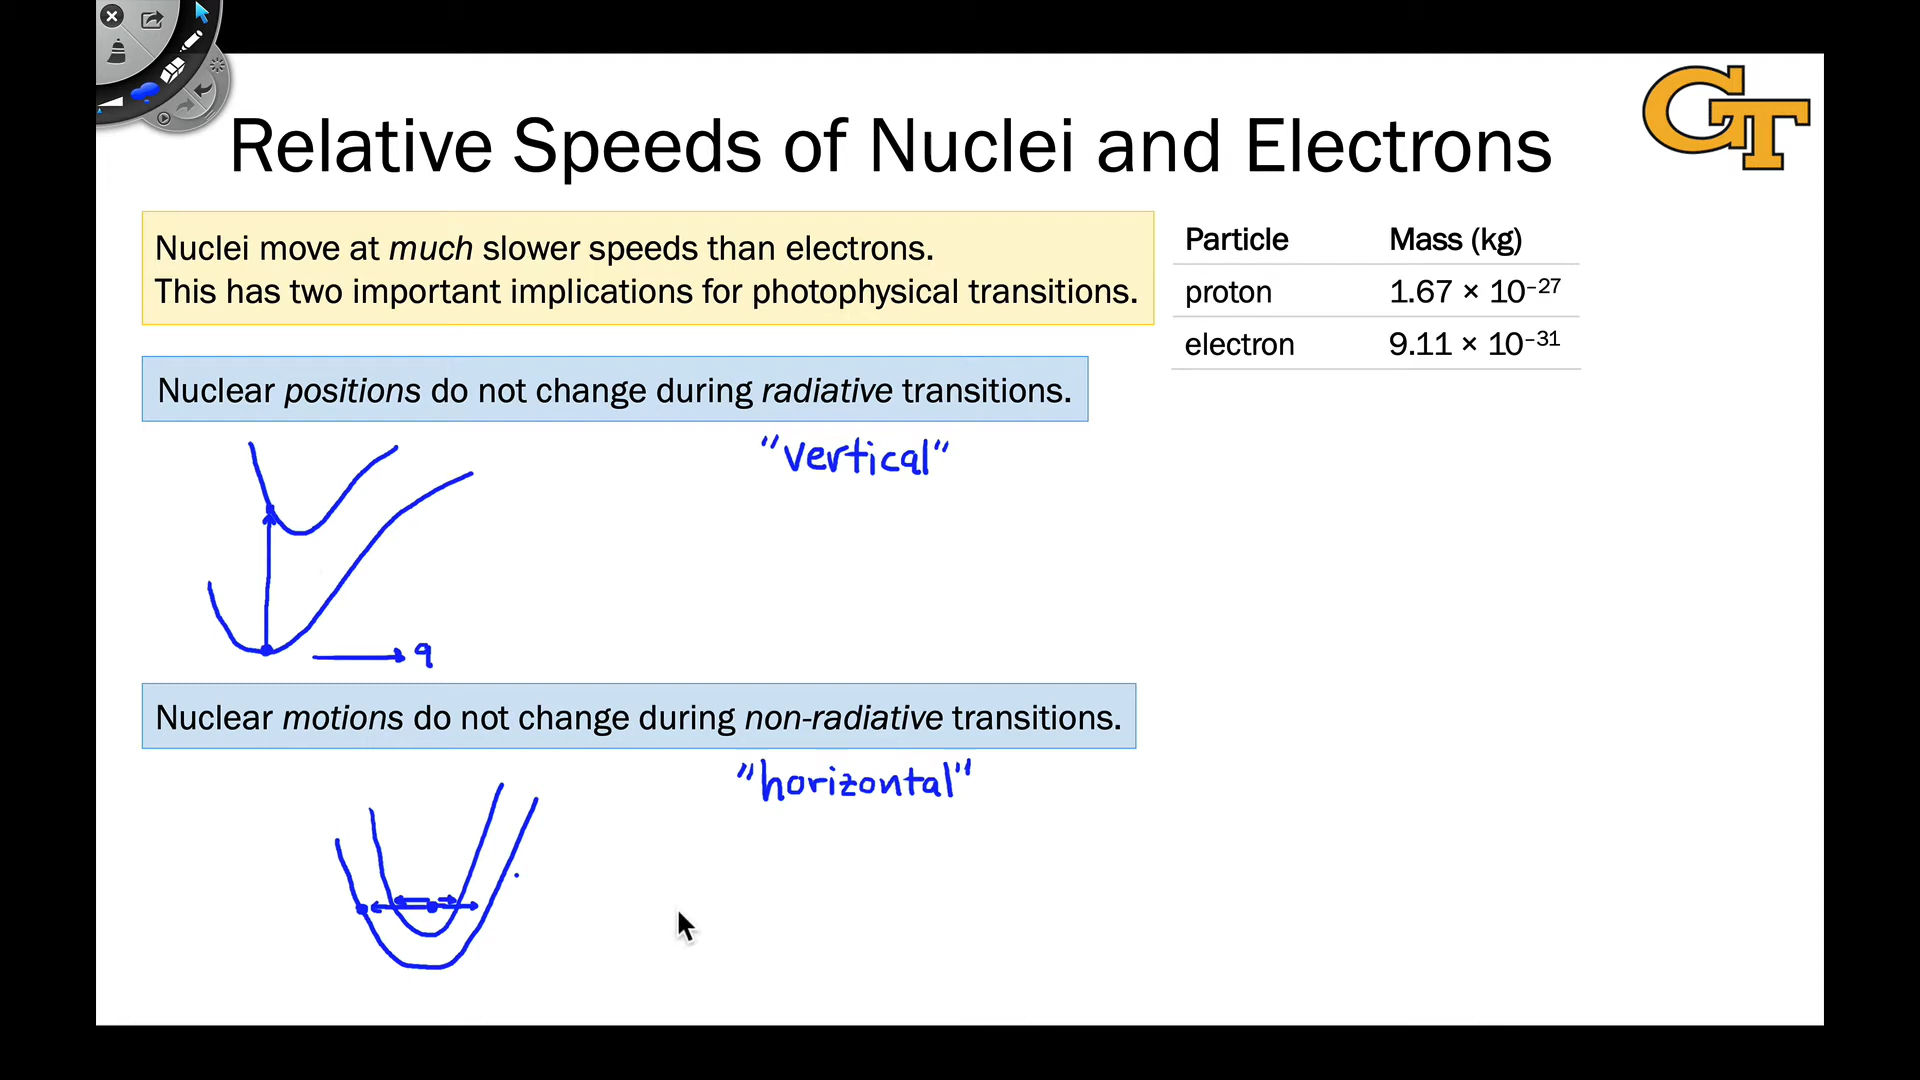 GT
Relative Speeds of Nuclei and Electrons
Nuclei move at much slower speeds than electrons.
This has two important implications for photophysical transitions.
Particle Mass (kg)
proton 1.67 × 10⁻²⁷
electron 9.11 × 10⁻³¹
Nuclear positions do not change during radiative transitions.
"vertical"
q
Nuclear motions do not change during non-radiative transitions.
"horizontal"